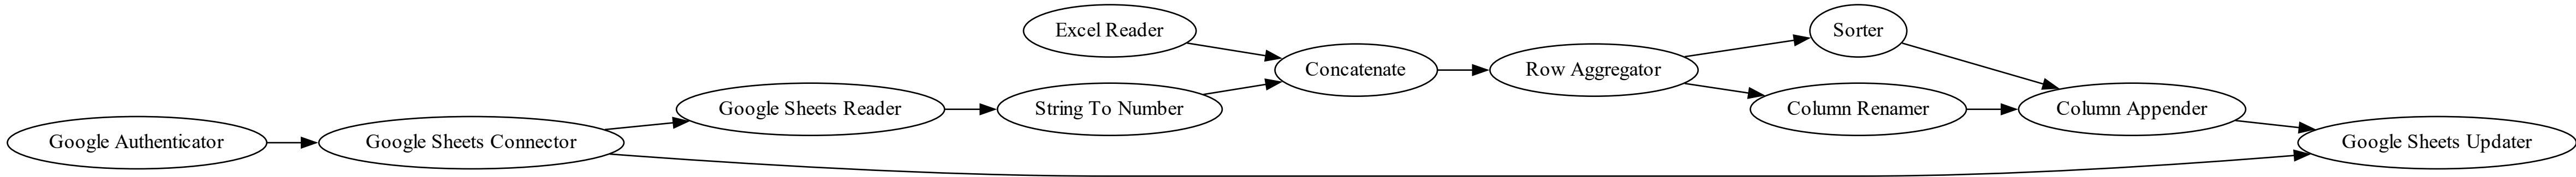 Google Authenticator
Google Sheets Connector
Google Sheets Reader
Excel Reader
String To Number
Concatenate
Row Aggregator
Sorter
Column Renamer
Column Appender
Google Sheets Updater